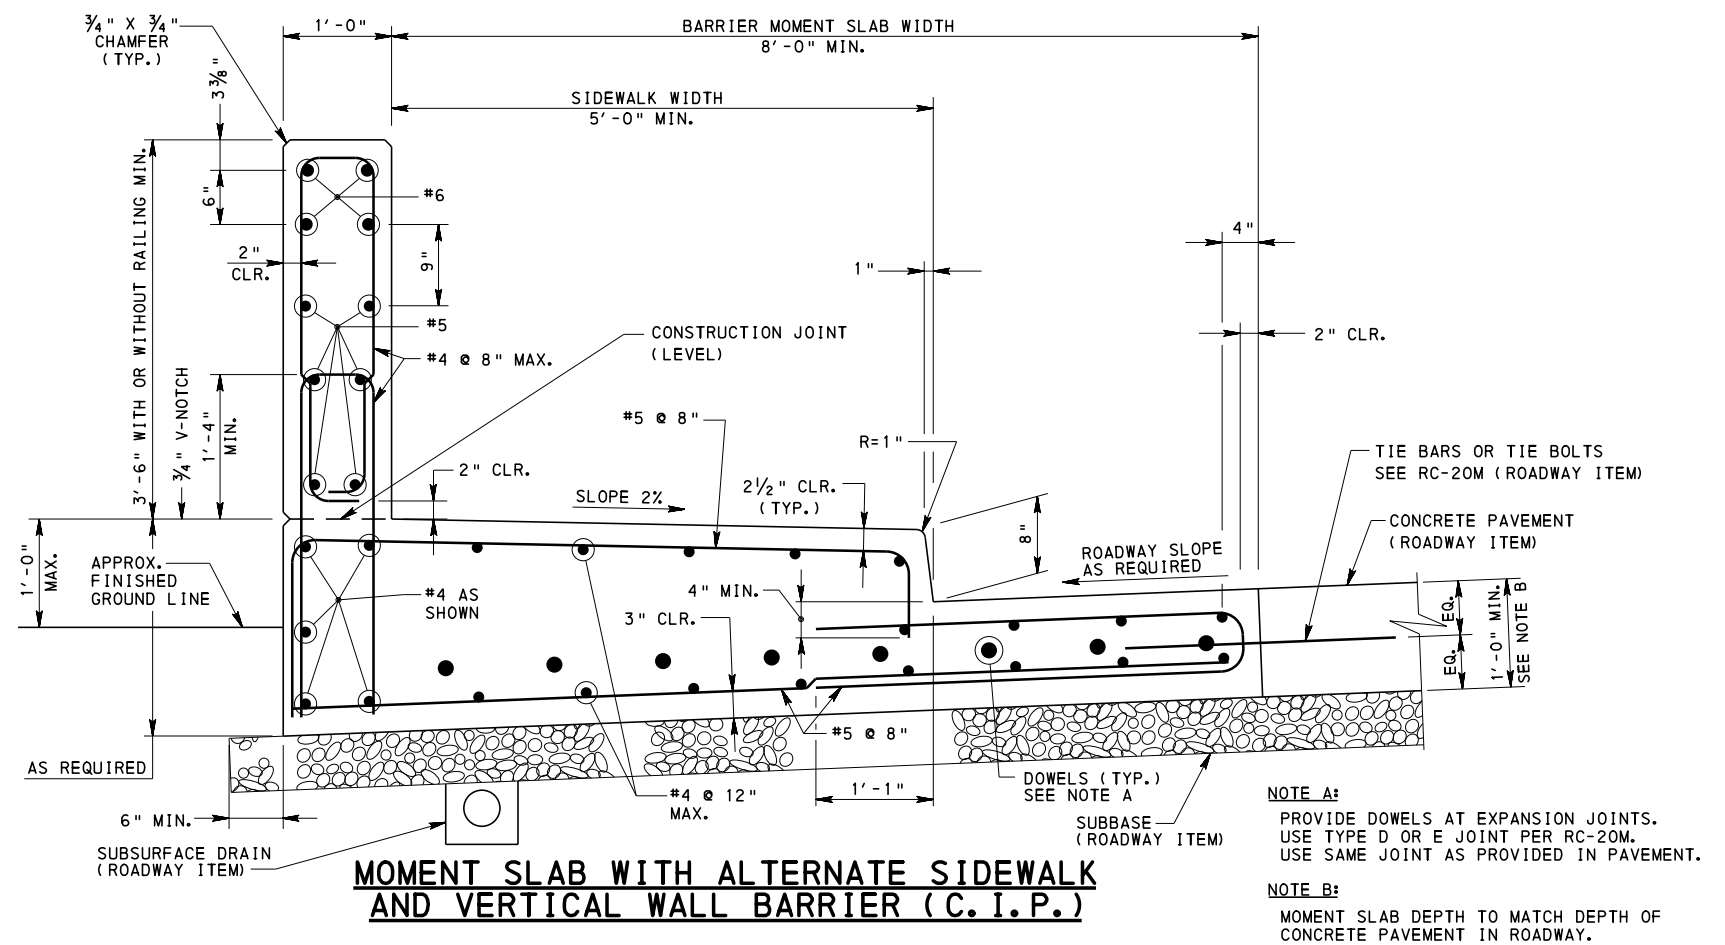 ¾" X ¾"
CHAMFER
(TYP.)
1'-0"
BARRIER MOMENT SLAB WIDTH
8'-0" MIN.
SIDEWALK WIDTH
5'-0" MIN.
3⅜"
6"
3'-6" WITH OR WITHOUT RAILING MIN.
2"
CLR.
#6
9"
#5
#4 @ 8" MAX.
¾" V-NOTCH
1'-4"
MIN.
CONSTRUCTION JOINT
(LEVEL)
1"
4"
2" CLR.
#5 @ 8"
R=1"
2" CLR.
SLOPE 2%
2½" CLR.
(TYP.)
8"
TIE BARS OR TIE BOLTS
SEE RC-20M (ROADWAY ITEM)
CONCRETE PAVEMENT
(ROADWAY ITEM)
ROADWAY SLOPE
AS REQUIRED
1'-0"
MAX.
APPROX.
FINISHED
GROUND LINE
#4 AS
SHOWN
4" MIN.
3" CLR.
EQ.
EQ.
1'-0" MIN.
SEE NOTE B
AS REQUIRED
#5 @ 8"
1'-1"
#4 @ 12"
MAX.
DOWELS (TYP.)
SEE NOTE A
6" MIN.
SUBSURFACE DRAIN
(ROADWAY ITEM)
SUBBASE
(ROADWAY ITEM)
NOTE A:
PROVIDE DOWELS AT EXPANSION JOINTS.
USE TYPE D OR E JOINT PER RC-20M.
USE SAME JOINT AS PROVIDED IN PAVEMENT.
NOTE B:
MOMENT SLAB DEPTH TO MATCH DEPTH OF
CONCRETE PAVEMENT IN ROADWAY.
MOMENT SLAB WITH ALTERNATE SIDEWALK
AND VERTICAL WALL BARRIER (C.I.P.)